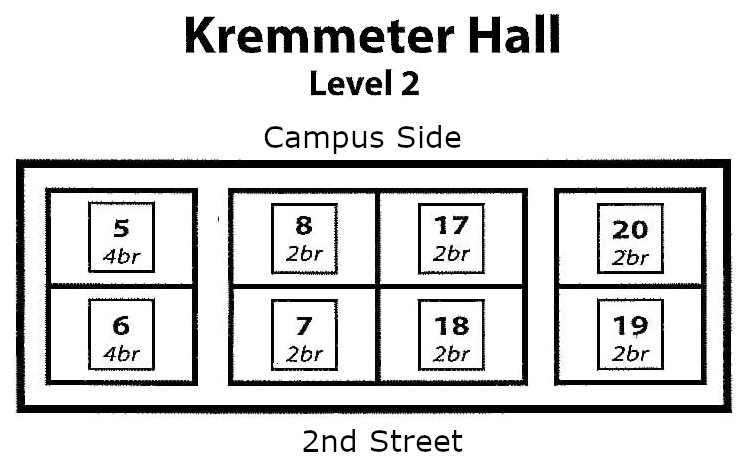 Kremmeter Hall
Level 2
Campus Side
5
4br
8
2br
17
2br
20
2br
6
4br
7
2br
18
2br
19
2br
2nd Street